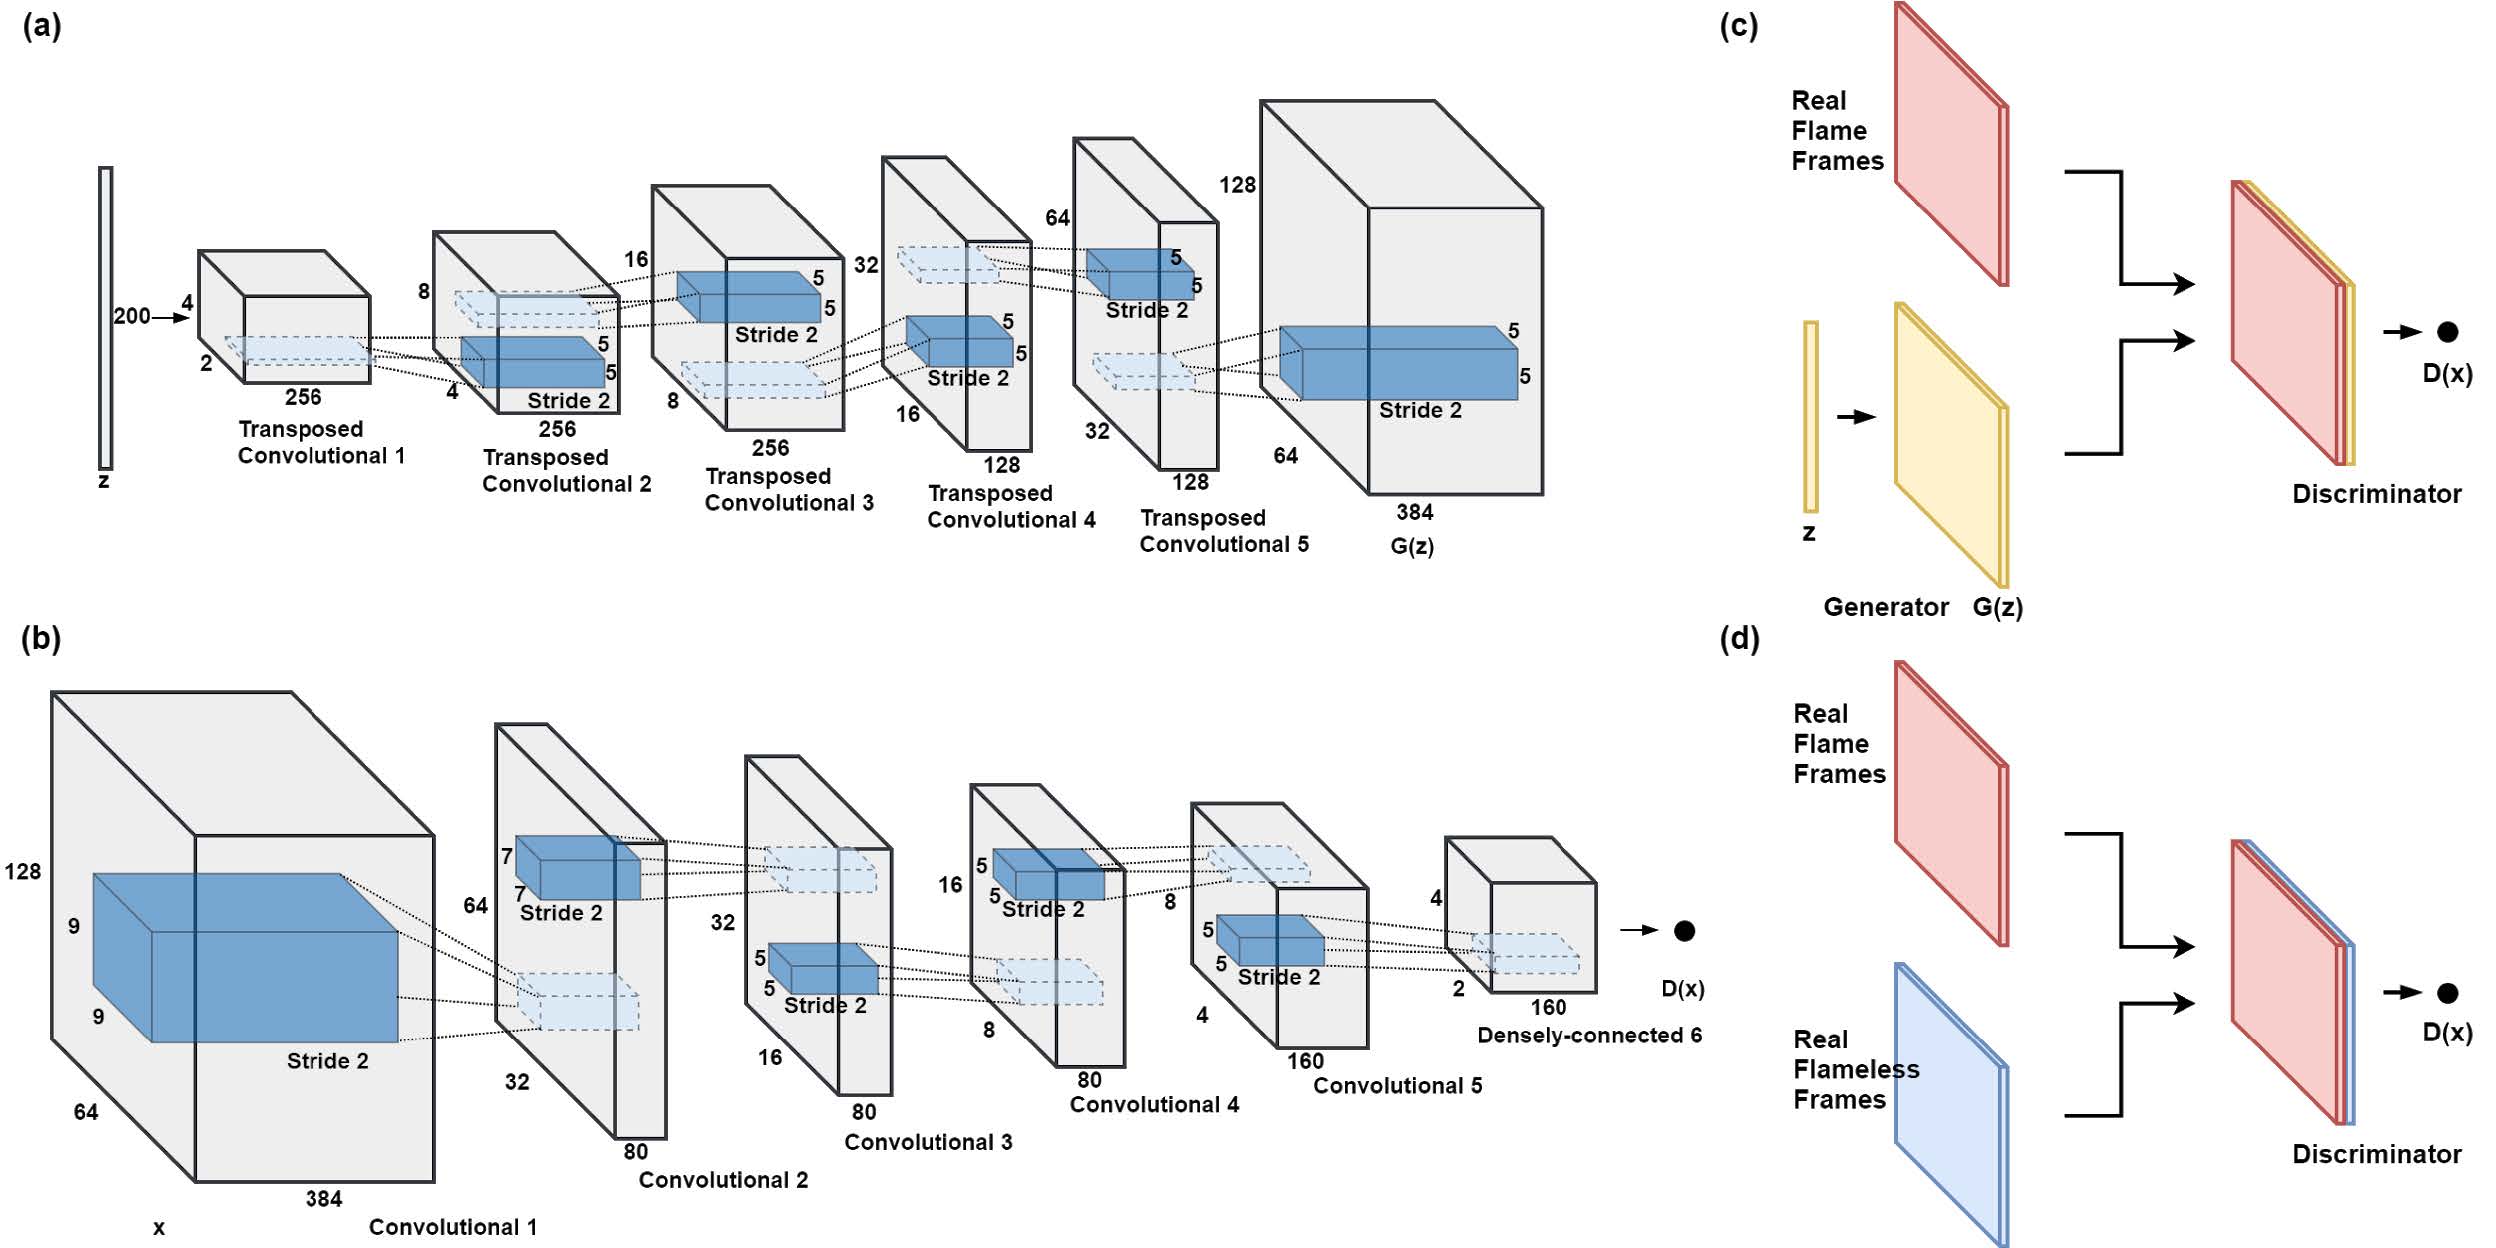 (a)
z
200
4
2
256
Transposed
Convolutional 1
8
4
5
5
Stride 2
256
Transposed
Convolutional 2
16
8
5
5
Stride 2
256
Transposed
Convolutional 3
32
16
5
5
Stride 2
128
Transposed
Convolutional 4
64
32
5
5
Stride 2
128
Transposed
Convolutional 5
128
64
5
5
Stride 2
384
G(z)
(b)
128
9
9
64
Stride 2
384
x
Convolutional 1
64
7
7
Stride 2
32
80
Convolutional 2
32
5
5
Stride 2
16
80
Convolutional 3
16
5
5
Stride 2
8
80
Convolutional 4
8
5
5
Stride 2
4
160
Convolutional 5
4
2
160
Densely-connected 6
D(x)
(c)
Real
Flame
Frames
z
Generator G(z)
Discriminator
D(x)
(d)
Real
Flame
Frames
Real
Flameless
Frames
Discriminator
D(x)